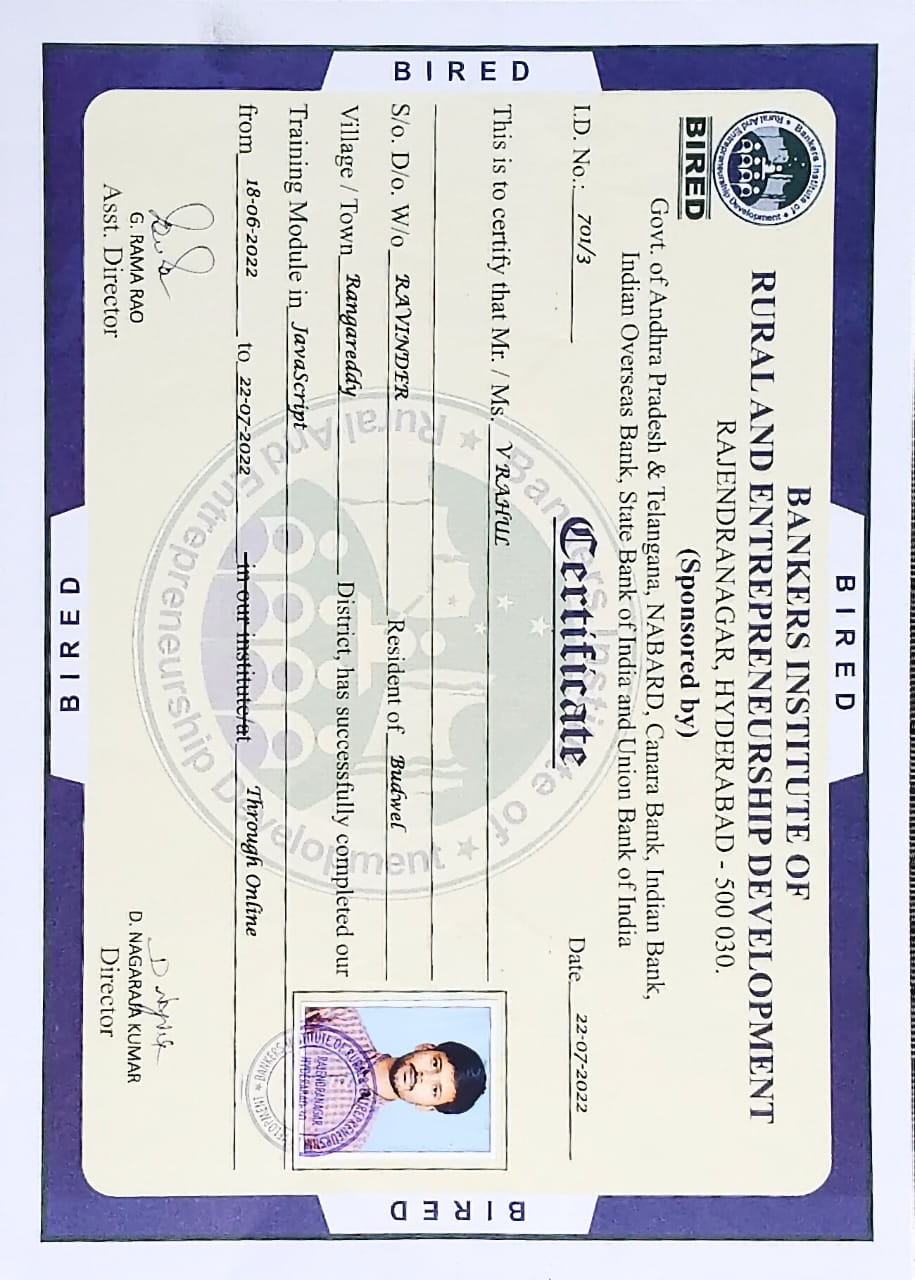 BIRED
Bankers Institute of Rural And Entrepreneurship Development
BIRED
BANKERS INSTITUTE OF
RURAL AND ENTREPRENEURSHIP DEVELOPMENT
RAJENDRANAGAR, HYDERABAD - 500 030.
(Sponsored by)
Govt. of Andhra Pradesh & Telangana, NABARD, Canara Bank, Indian Bank,
Indian Overseas Bank, State Bank of India and Union Bank of India
I.D. No.: 701/3 Certificate Date 22-07-2022
This is to certify that Mr. / Ms. V RAHUL
S/o. D/o. W/o RAVINDER Resident of Budwel
Village / Town Rangareddy District, has successfully completed our
Training Module in JavaScript
from 18-06-2022 to 22-07-2022 in our institute/at Through Online
Bankers Institute of Rural And Entrepreneurship Development
BIRED
BIRED
RAJENDRANAGAR
G. RAMA RAO
Asst. Director
D. NAGARAJA KUMAR
Director
BIRED